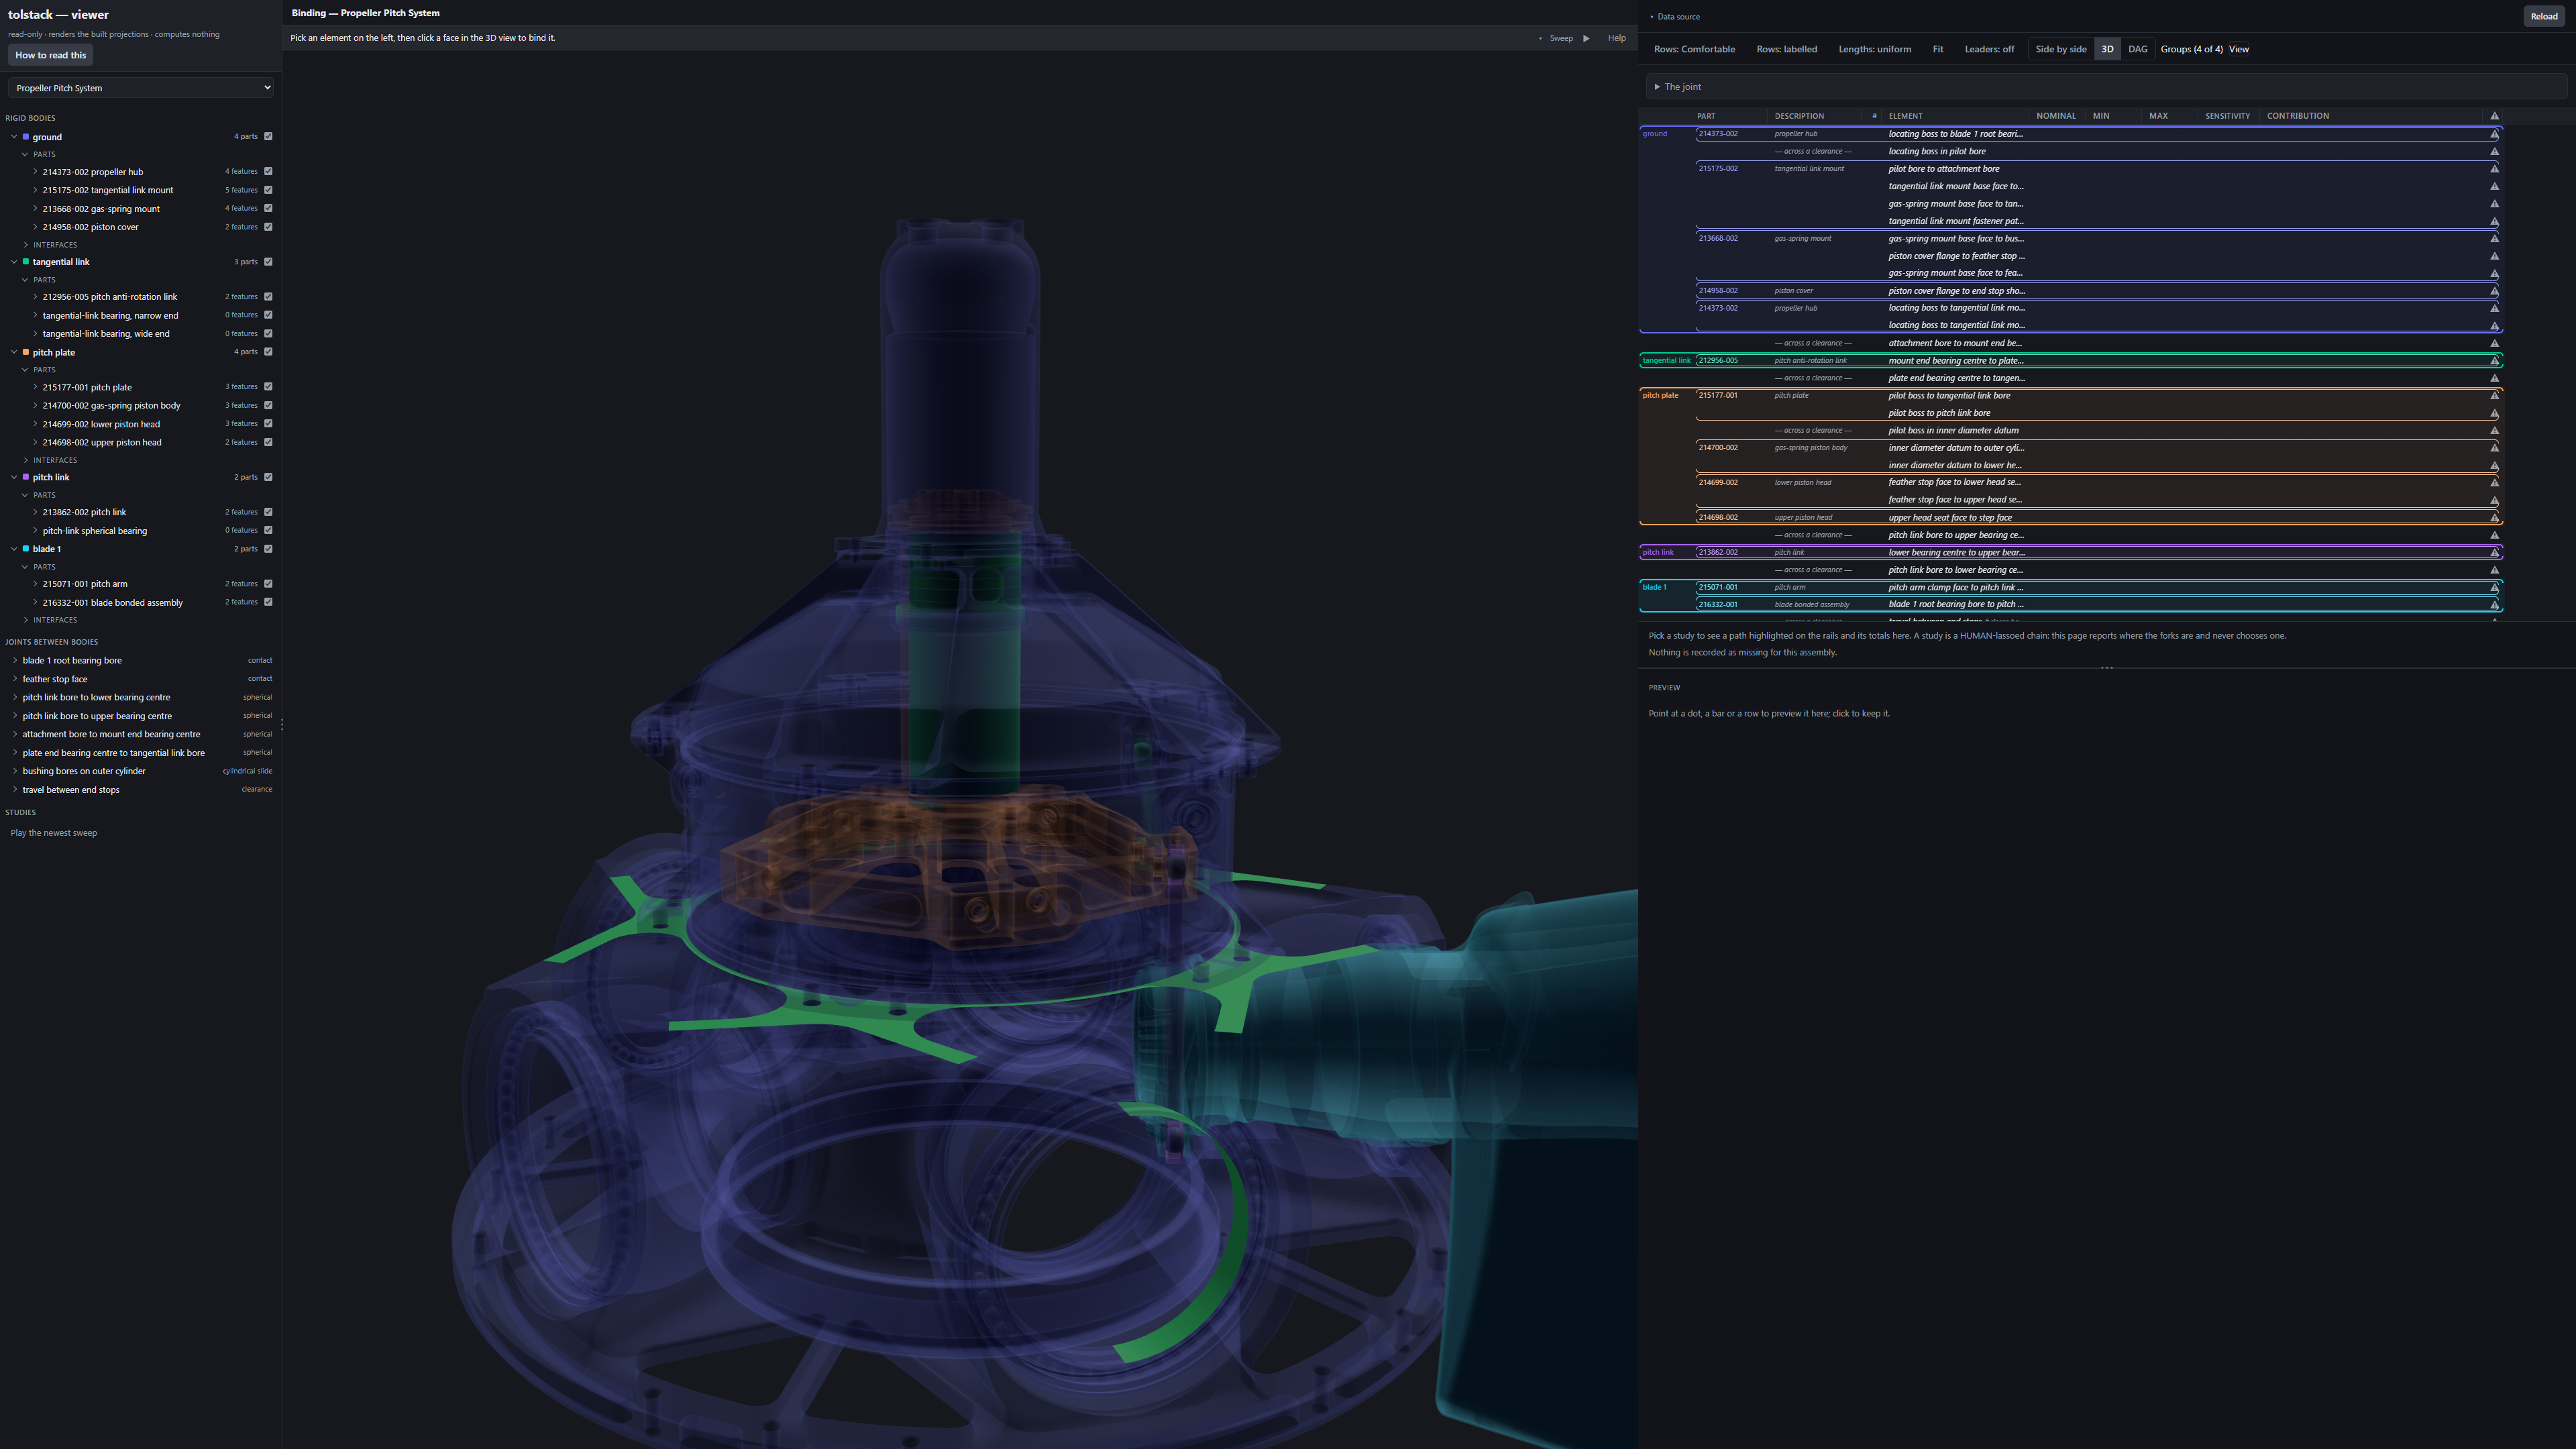 tolstack — viewer
read-only · renders the built projections · computes nothing
How to read this
Propeller Pitch System
RIGID BODIES
ground 4 parts
PARTS
214373-002 propeller hub 4 features
215175-002 tangential link mount 5 features
213668-002 gas-spring mount 4 features
214958-002 piston cover 2 features
INTERFACES
tangential link 3 parts
PARTS
212956-005 pitch anti-rotation link 2 features
tangential-link bearing, narrow end 0 features
tangential-link bearing, wide end 0 features
pitch plate 4 parts
PARTS
215177-001 pitch plate 3 features
214700-002 gas-spring piston body 3 features
214699-002 lower piston head 3 features
214698-002 upper piston head 2 features
INTERFACES
pitch link 2 parts
PARTS
213862-002 pitch link 2 features
pitch-link spherical bearing 0 features
blade 1 2 parts
PARTS
215071-001 pitch arm 2 features
216332-001 blade bonded assembly 2 features
INTERFACES
JOINTS BETWEEN BODIES
blade 1 root bearing bore contact
feather stop face contact
pitch link bore to lower bearing centre spherical
pitch link bore to upper bearing centre spherical
attachment bore to mount end bearing centre spherical
plate end bearing centre to tangential link bore spherical
bushing bores on outer cylinder cylindrical slide
travel between end stops clearance
STUDIES
Play the newest sweep
Binding — Propeller Pitch System
Pick an element on the left, then click a face in the 3D view to bind it.
Sweep ▶ Help
Data source
Reload
Rows: Comfortable Rows: labelled Lengths: uniform Fit Leaders: off Side by side 3D DAG Groups (4 of 4) View
▶ The joint
PART DESCRIPTION # ELEMENT NOMINAL MIN MAX SENSITIVITY CONTRIBUTION
ground 214373-002 propeller hub locating boss to blade 1 root beari...
— across a clearance — locating boss in pilot bore
215175-002 tangential link mount pilot bore to attachment bore
tangential link mount base face to...
gas-spring mount base face to tan...
tangential link mount fastener pat...
213668-002 gas-spring mount gas-spring mount base face to bus...
piston cover flange to feather stop ...
gas-spring mount base face to fea...
214958-002 piston cover piston cover flange to end stop sho...
214373-002 propeller hub locating boss to tangential link mo...
locating boss to tangential link mo...
— across a clearance — attachment bore to mount end be...
tangential link 212956-005 pitch anti-rotation link mount end bearing centre to plate...
— across a clearance — plate end bearing centre to tangen...
pitch plate 215177-001 pitch plate pilot boss to tangential link bore
pilot boss to pitch link bore
— across a clearance — pilot boss in inner diameter datum
214700-002 gas-spring piston body inner diameter datum to outer cyli...
inner diameter datum to lower he...
214699-002 lower piston head feather stop face to lower head se...
feather stop face to upper head se...
214698-002 upper piston head upper head seat face to step face
— across a clearance — pitch link bore to upper bearing ce...
pitch link 213862-002 pitch link lower bearing centre to upper bear...
— across a clearance — pitch link bore to lower bearing ce...
blade 1 215071-001 pitch arm pitch arm clamp face to pitch link ...
216332-001 blade bonded assembly blade 1 root bearing bore to pitch ...
Pick a study to see a path highlighted on the rails and its totals here. A study is a HUMAN-lassoed chain: this page reports where the forks are and never chooses one.
Nothing is recorded as missing for this assembly.
PREVIEW
Point at a dot, a bar or a row to preview it here; click to keep it.